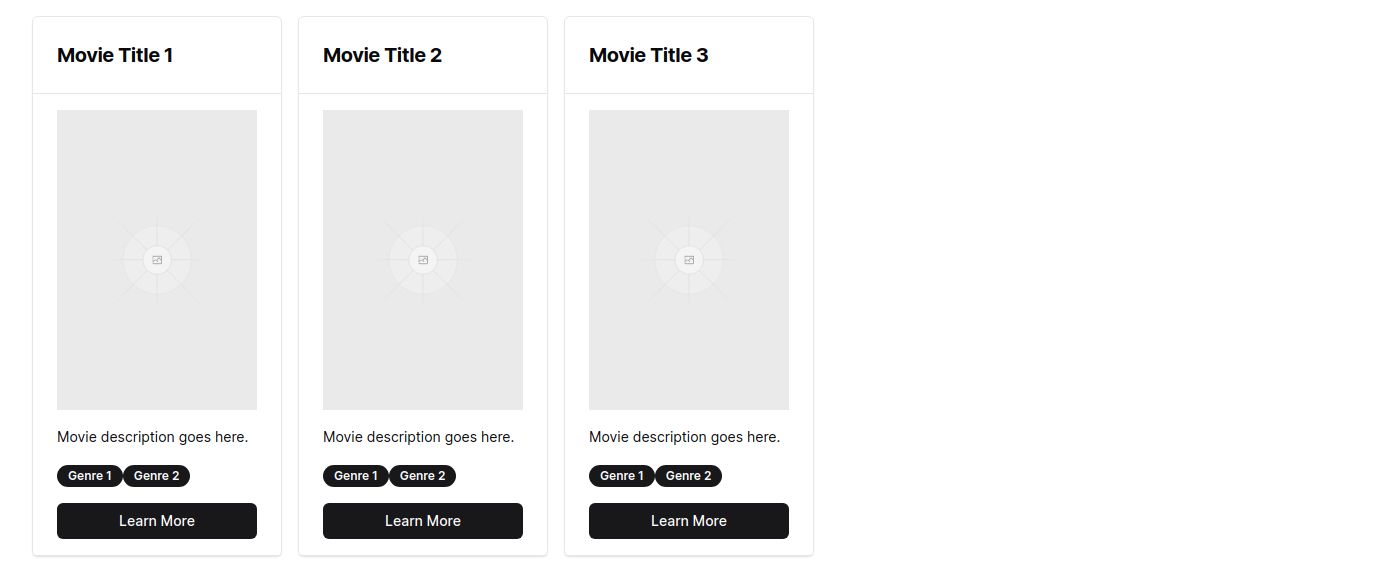 Movie Title 1
Movie description goes here.
Genre 1 Genre 2
Learn More
Movie Title 2
Movie description goes here.
Genre 1 Genre 2
Learn More
Movie Title 3
Movie description goes here.
Genre 1 Genre 2
Learn More